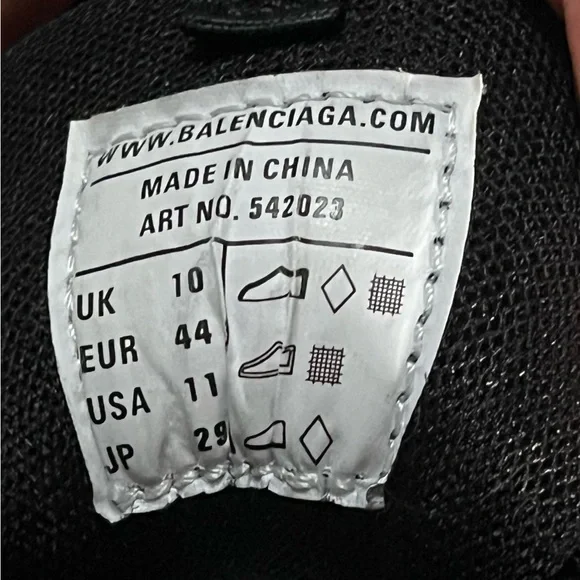 WWW.BALENCIAGA.COM
MADE IN CHINA
ART NO. 542023
UK 10
EUR 44
USA 11
JP 29